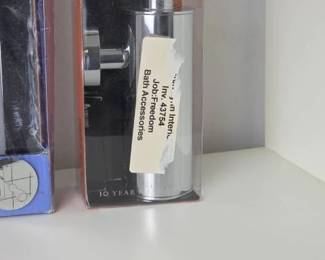 Inv. 43754
Job:Freedom
Bath Accessories
10 YEAR